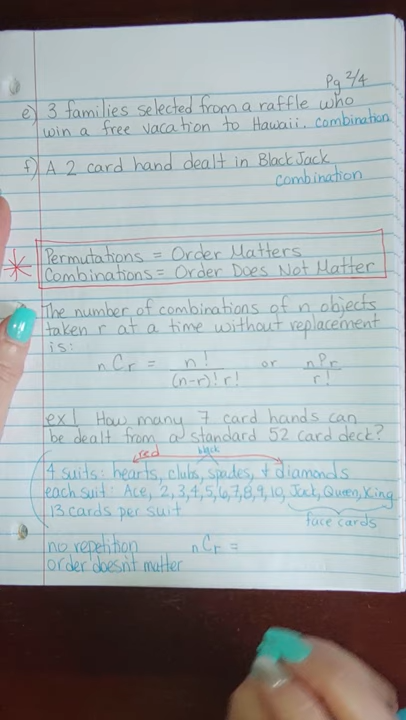 Pg 2/4
e) 3 families selected from a raffle who
win a free vacation to Hawaii. combination
f) A 2 card hand dealt in BlackJack
combination
Permutations = Order Matters
Combinations = Order Does Not Matter
The number of combinations of n objects
taken r at a time without replacement
is:
nCr = n!/(n-r)!r! or nPr/r!
ex| How many 7 card hands can
be dealt from a standard 52 card deck?
red black
4 suits: hearts, clubs, spades, + diamonds
each suit: Ace, 2,3,4,5,6,7,8,9,10, Jack, Queen, King
13 cards per suit
face cards
no repetition nCr =
order doesn't matter